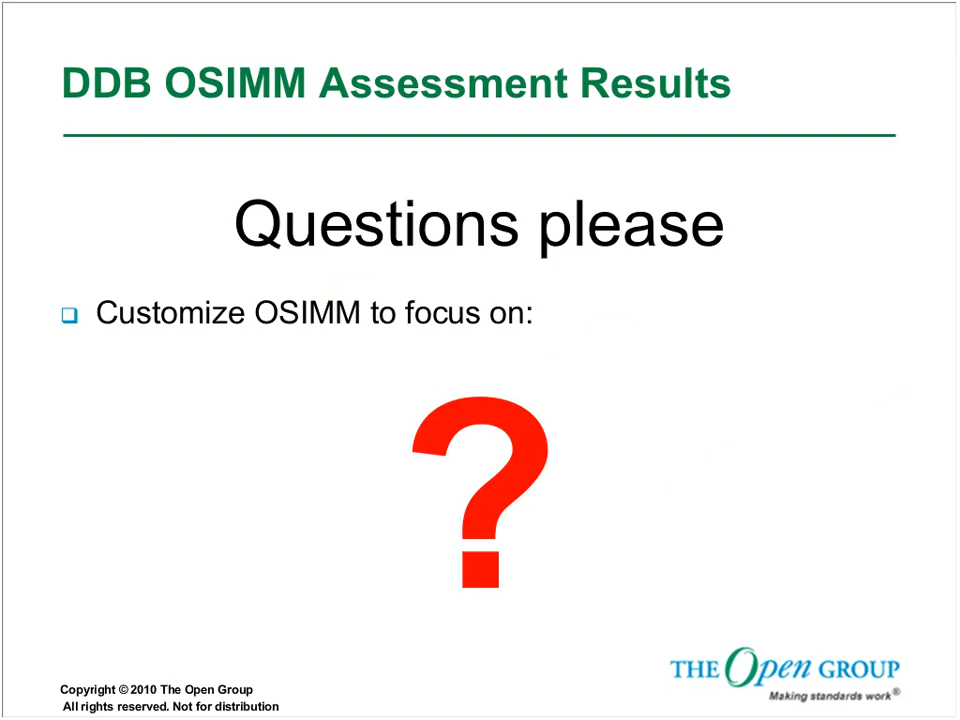 DDB OSIMM Assessment Results
Questions please
Customize OSIMM to focus on:
?
THE Open GROUP
Making standards work®
Copyright © 2010 The Open Group
All rights reserved. Not for distribution